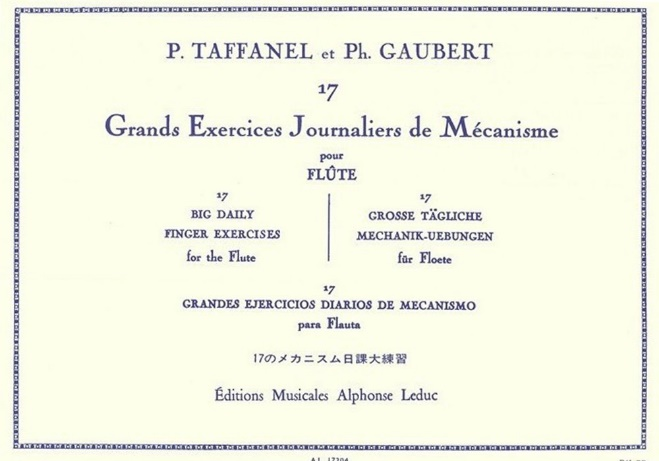 P. TAFFANEL et Ph. GAUBERT
17
Grands Exercices Journaliers de Mécanisme
pour
FLÛTE
17
BIG DAILY
FINGER EXERCISES
for the Flute
17
GROSSE TÄGLICHE
MECHANIK-UEBUNGEN
für Floete
17
GRANDES EJERCICIOS DIARIOS DE MECANISMO
para Flauta
17のメカニスム日課大練習
Éditions Musicales Alphonse Leduc
A.L. 17204